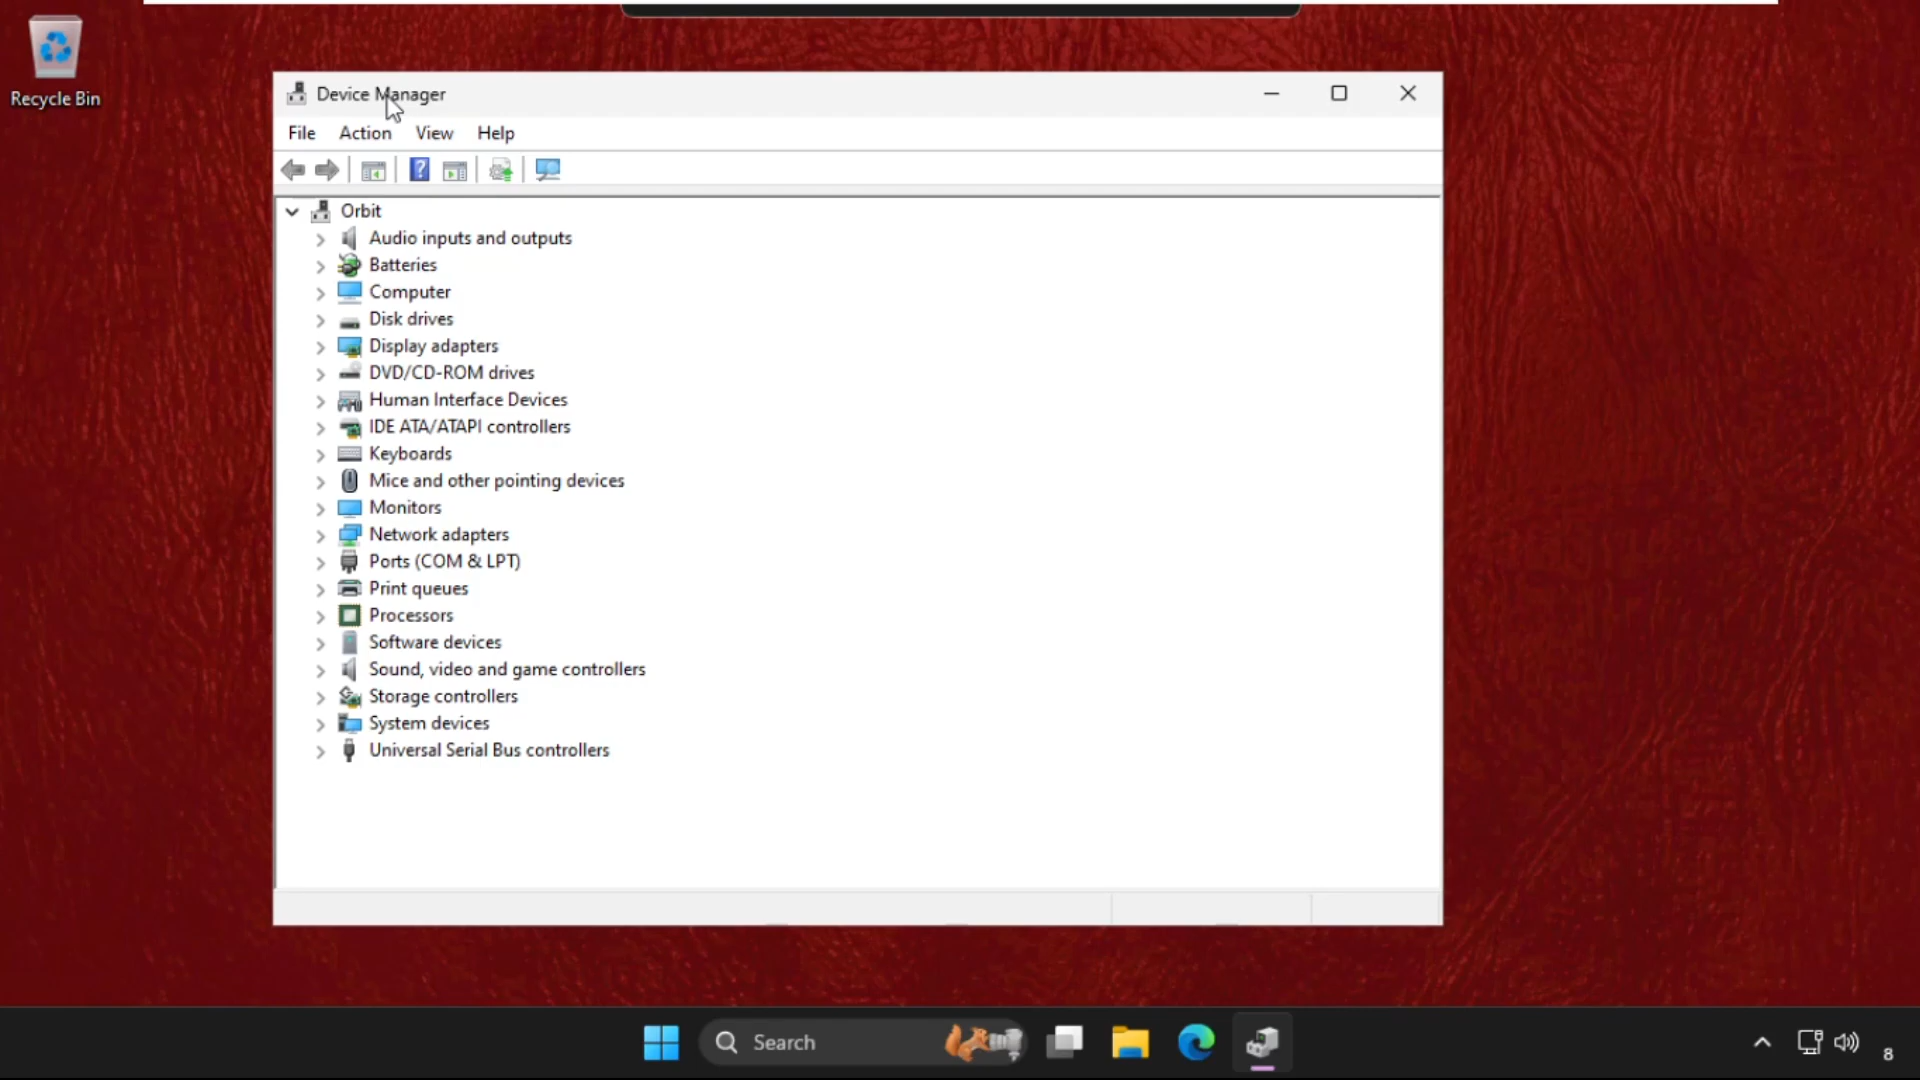 Recycle Bin
Device Manager
File Action View Help
Orbit
Audio inputs and outputs
Batteries
Computer
Disk drives
Display adapters
DVD/CD-ROM drives
Human Interface Devices
IDE ATA/ATAPI controllers
Keyboards
Mice and other pointing devices
Monitors
Network adapters
Ports (COM & LPT)
Print queues
Processors
Software devices
Sound, video and game controllers
Storage controllers
System devices
Universal Serial Bus controllers
Search
8